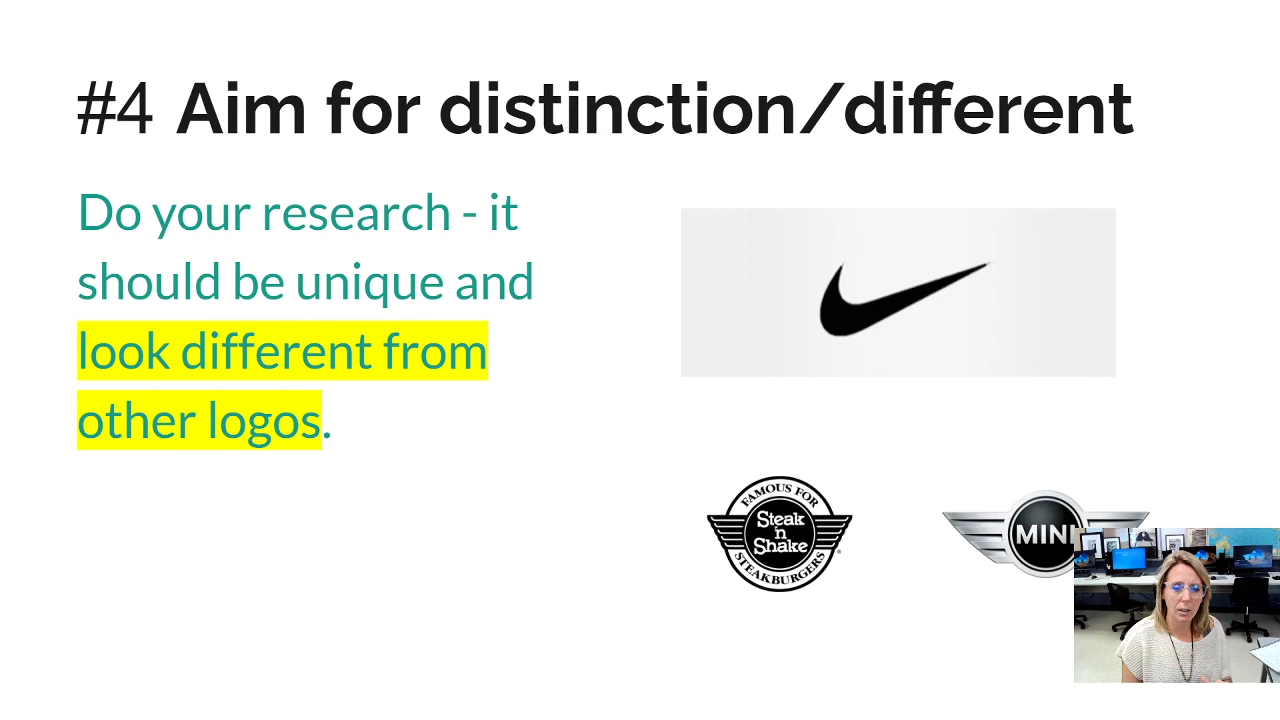 #4 Aim for distinction/different
Do your research - it
should be unique and
look different from
other logos.
FAMOUS FOR
Steak
'n
Shake
STEAKBURGERS
MINI